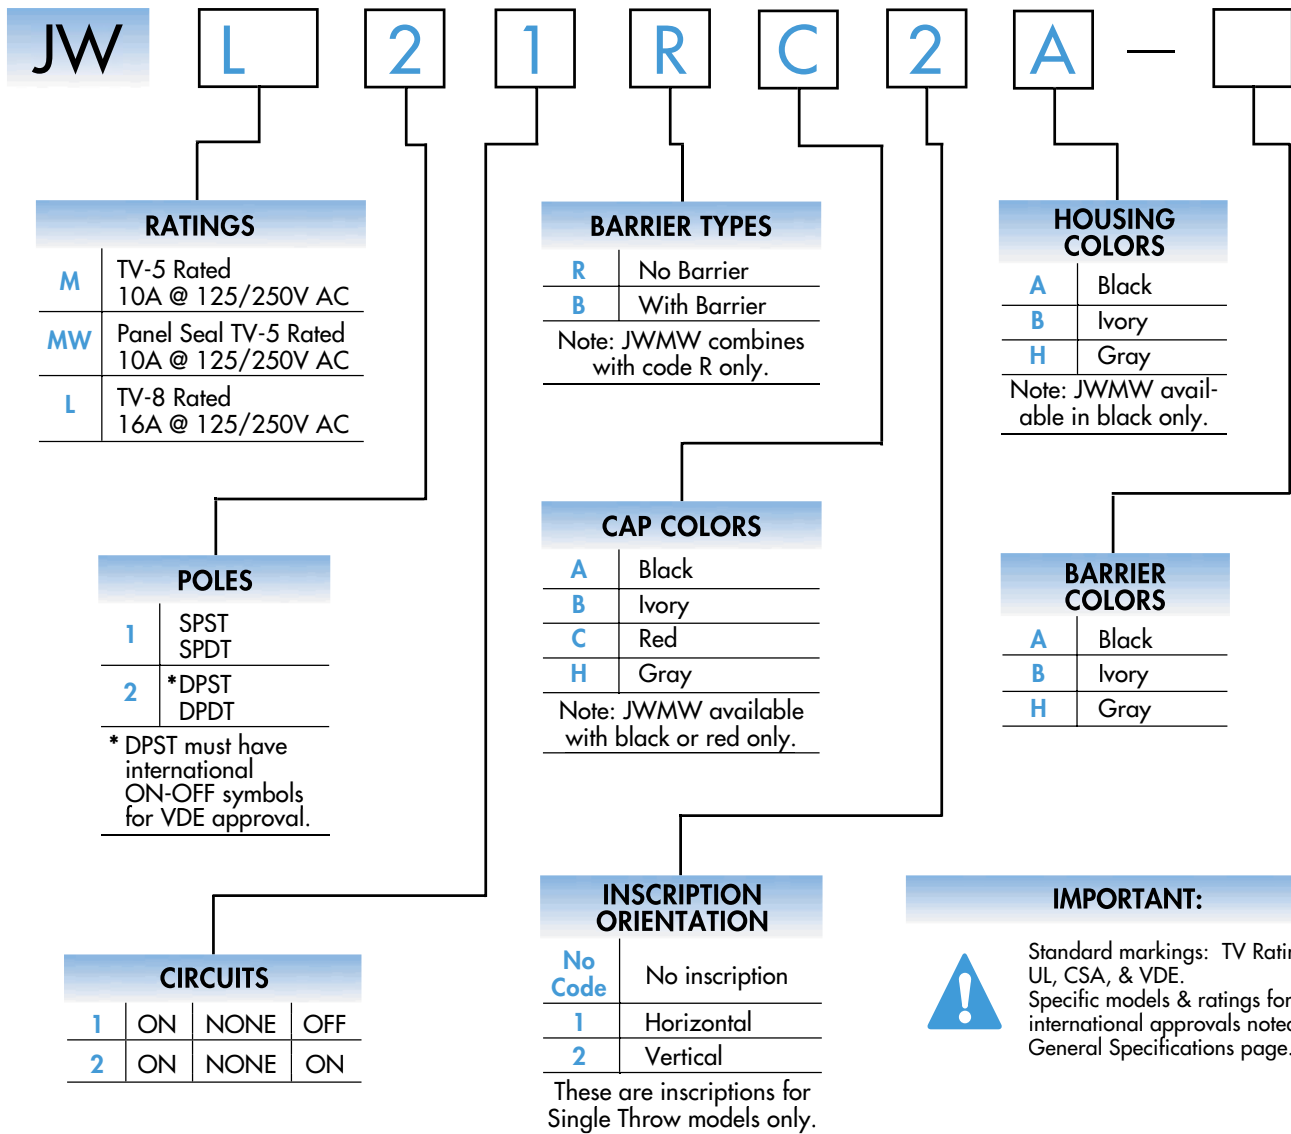 JW L 2 1 R C 2 A —
RATINGS
M TV-5 Rated
10A @ 125/250V AC
MW Panel Seal TV-5 Rated
10A @ 125/250V AC
L TV-8 Rated
16A @ 125/250V AC
POLES
1 SPST
SPDT
2 *DPST
DPDT
* DPST must have
international
ON-OFF symbols
for VDE approval.
CIRCUITS
1 ON NONE OFF
2 ON NONE ON
BARRIER TYPES
R No Barrier
B With Barrier
Note: JWMW combines
with code R only.
CAP COLORS
A Black
B Ivory
C Red
H Gray
Note: JWMW available
with black or red only.
INSCRIPTION
ORIENTATION
No
Code No inscription
1 Horizontal
2 Vertical
These are inscriptions for
Single Throw models only.
HOUSING
COLORS
A Black
B Ivory
H Gray
Note: JWMW avail-
able in black only.
BARRIER
COLORS
A Black
B Ivory
H Gray
IMPORTANT:
!
Standard markings: TV
UL, CSA, & VDE.
Specific models & ratings for
international approvals
General Specifications page.